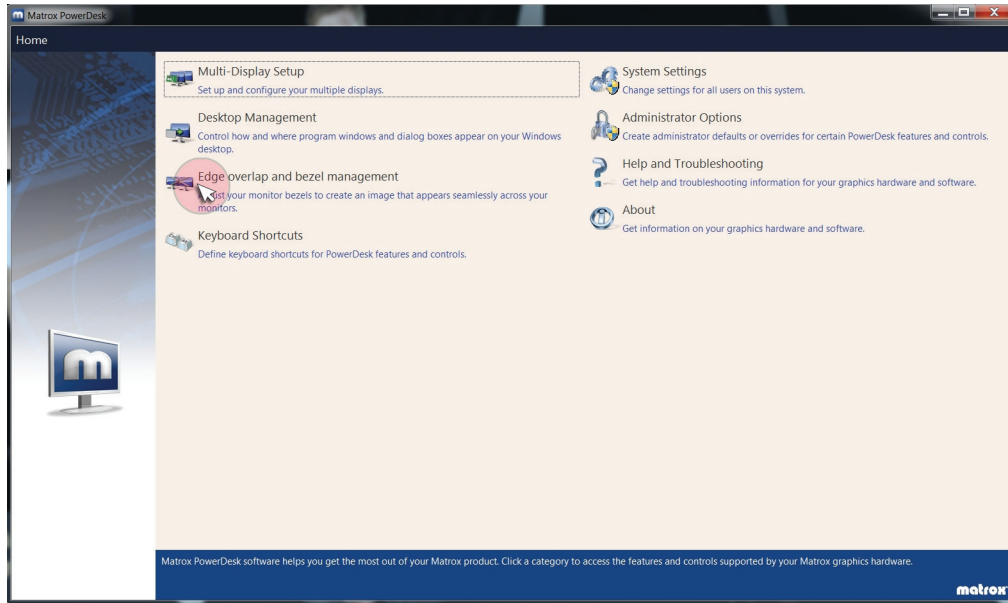 Matrox PowerDesk
Home
Multi-Display Setup
Set up and configure your multiple displays.
Desktop Management
Control how and where program windows and dialog boxes appear on your Windows
desktop.
Edge overlap and bezel management
your monitor bezels to create an image that appears seamlessly across your
monitors.
Keyboard Shortcuts
Define keyboard shortcuts for PowerDesk features and controls.
System Settings
Change settings for all users on this system.
Administrator Options
Create administrator defaults or overrides for certain PowerDesk features and controls.
Help and Troubleshooting
Get help and troubleshooting information for your graphics hardware and software.
About
Get information on your graphics hardware and software.
m
Matrox PowerDesk software helps you get the most out of your Matrox product. Click a category to access the features and controls supported by your Matrox graphics hardware.
matrox